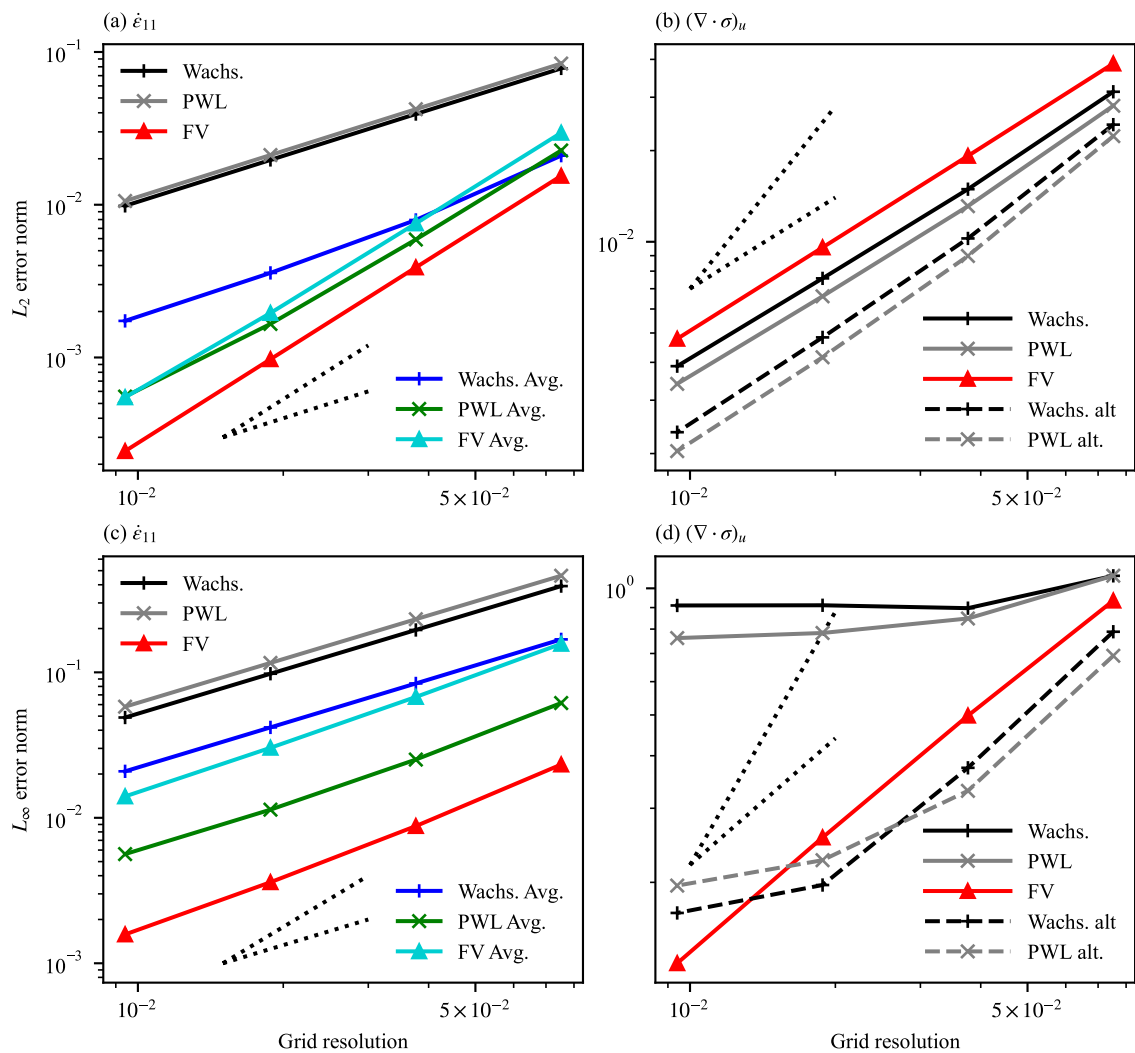 (a) ε̇₁₁
10⁻¹
10⁻²
10⁻³
L₂ error norm
Wachs.
PWL
FV
Wachs. Avg.
PWL Avg.
FV Avg.
10⁻²
5 × 10⁻²
(b) (∇ · σ)ᵤ
10⁻²
Wachs.
PWL
FV
Wachs. alt
PWL alt.
10⁻²
5 × 10⁻²
(c) ε̇₁₁
10⁻¹
10⁻²
10⁻³
L∞ error norm
Wachs.
PWL
FV
Wachs. Avg.
PWL Avg.
FV Avg.
10⁻²
5 × 10⁻²
Grid resolution
(d) (∇ · σ)ᵤ
10⁰
Wachs.
PWL
FV
Wachs. alt
PWL alt.
10⁻²
5 × 10⁻²
Grid resolution